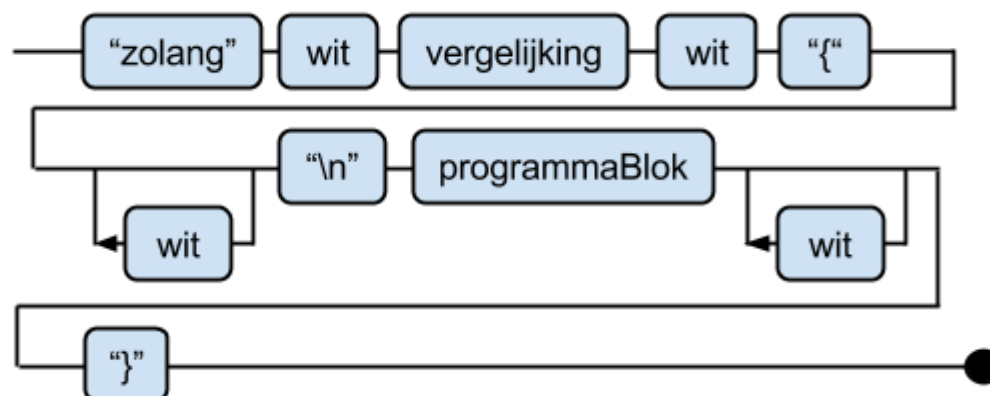 “zolang” wit vergelijking wit “{“
“\n” programmaBlok
wit wit
“}”